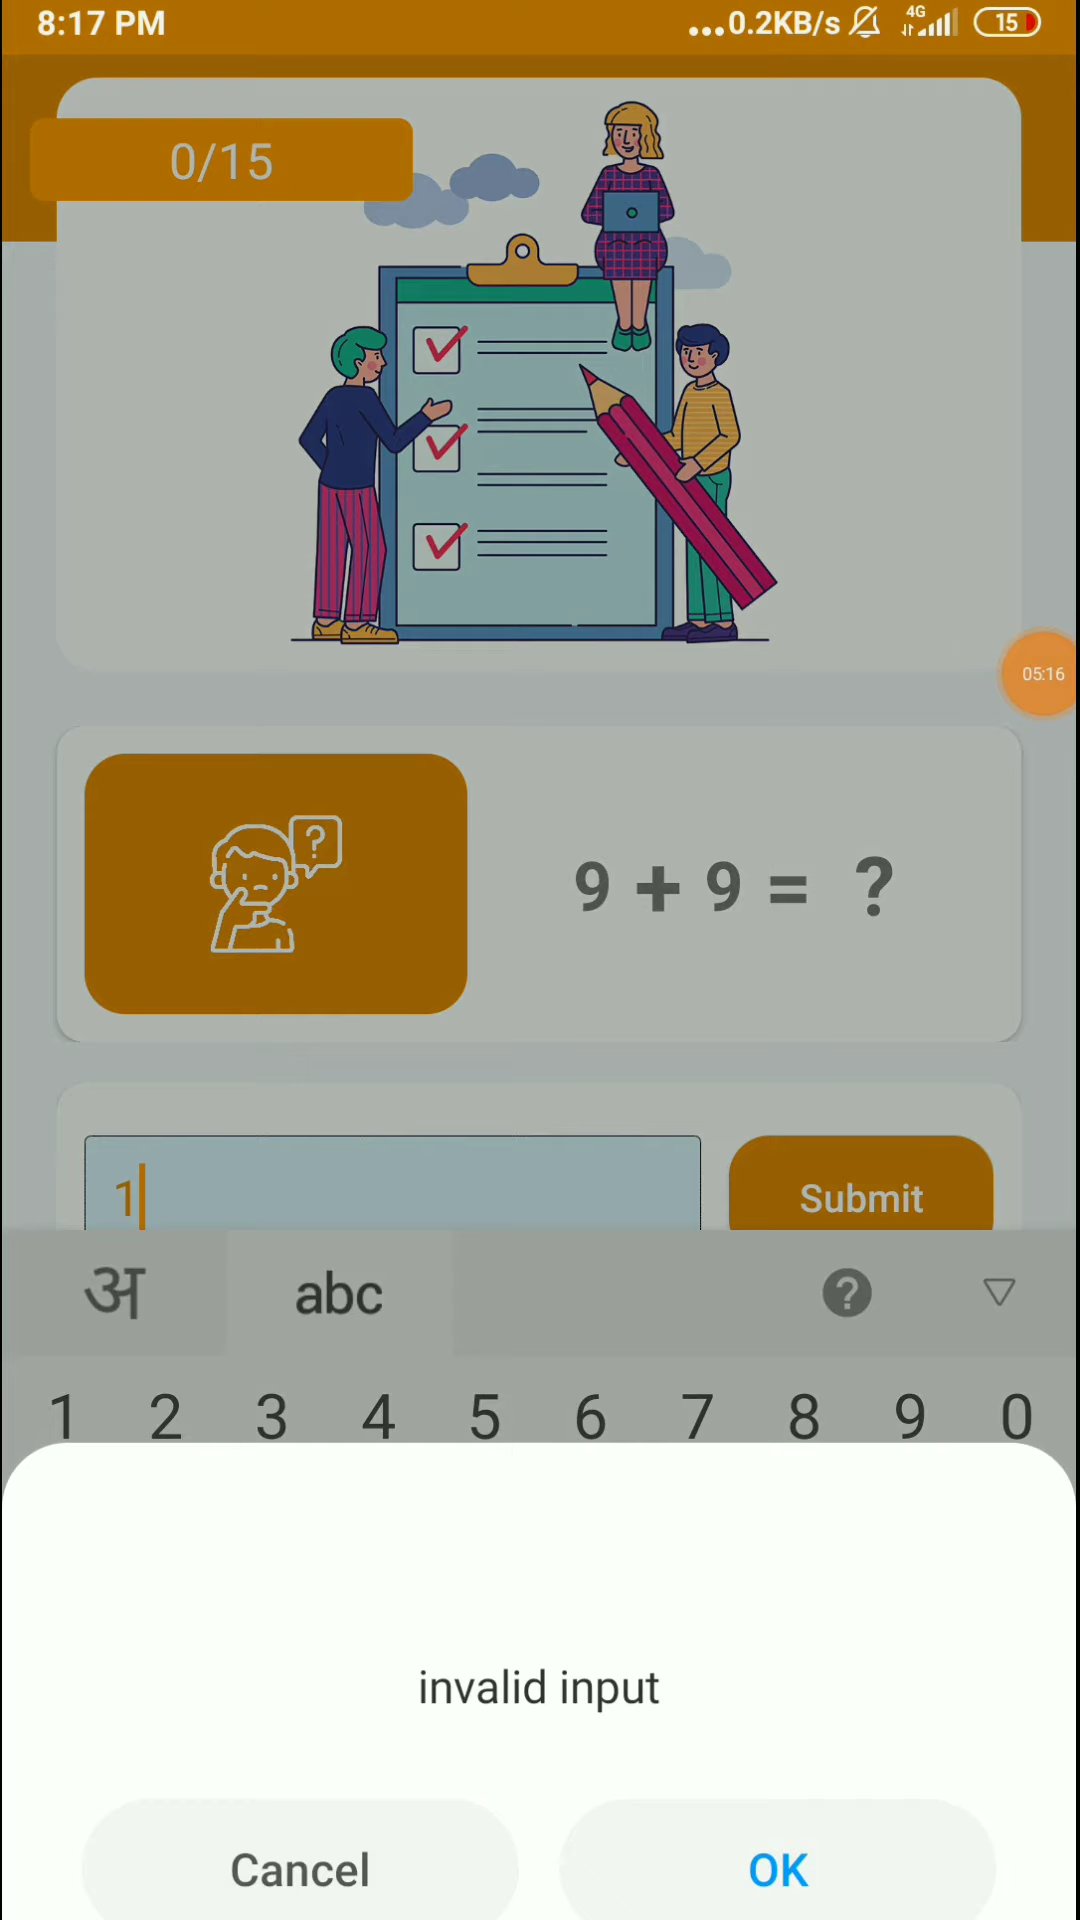 8:17 PM
...0.2KB/s 4G 15
0/15
05:16
?
9 + 9 = ?
1
Submit
अ abc ?
1 2 3 4 5 6 7 8 9 0
invalid input
Cancel OK